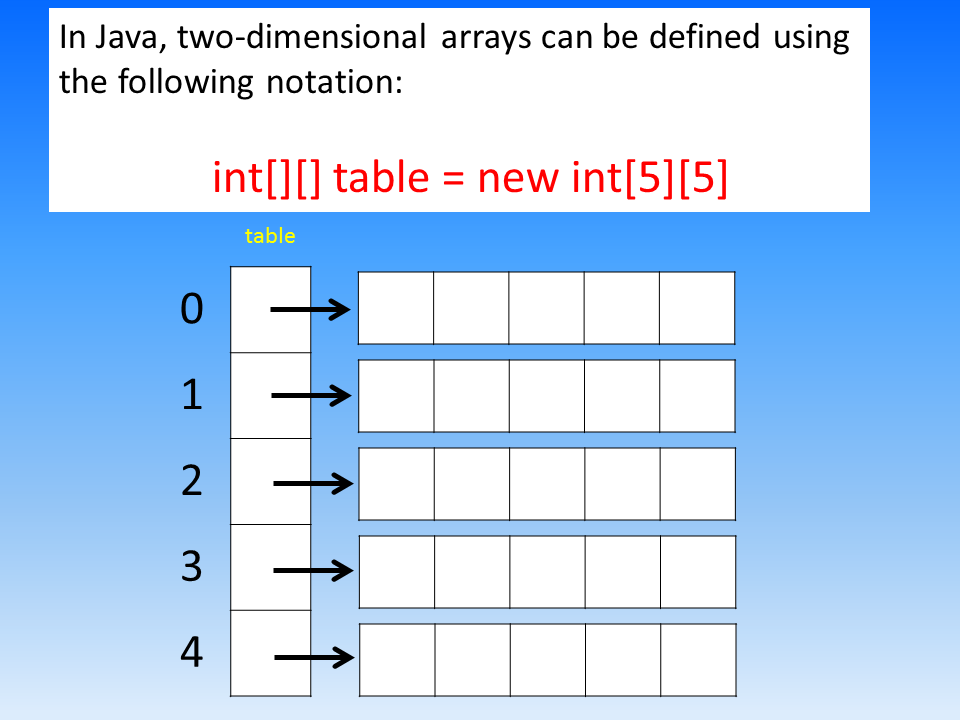 In Java, two-dimensional arrays can be defined using
the following notation:
int[][] table = new int[5][5]
table
0
1
2
3
4